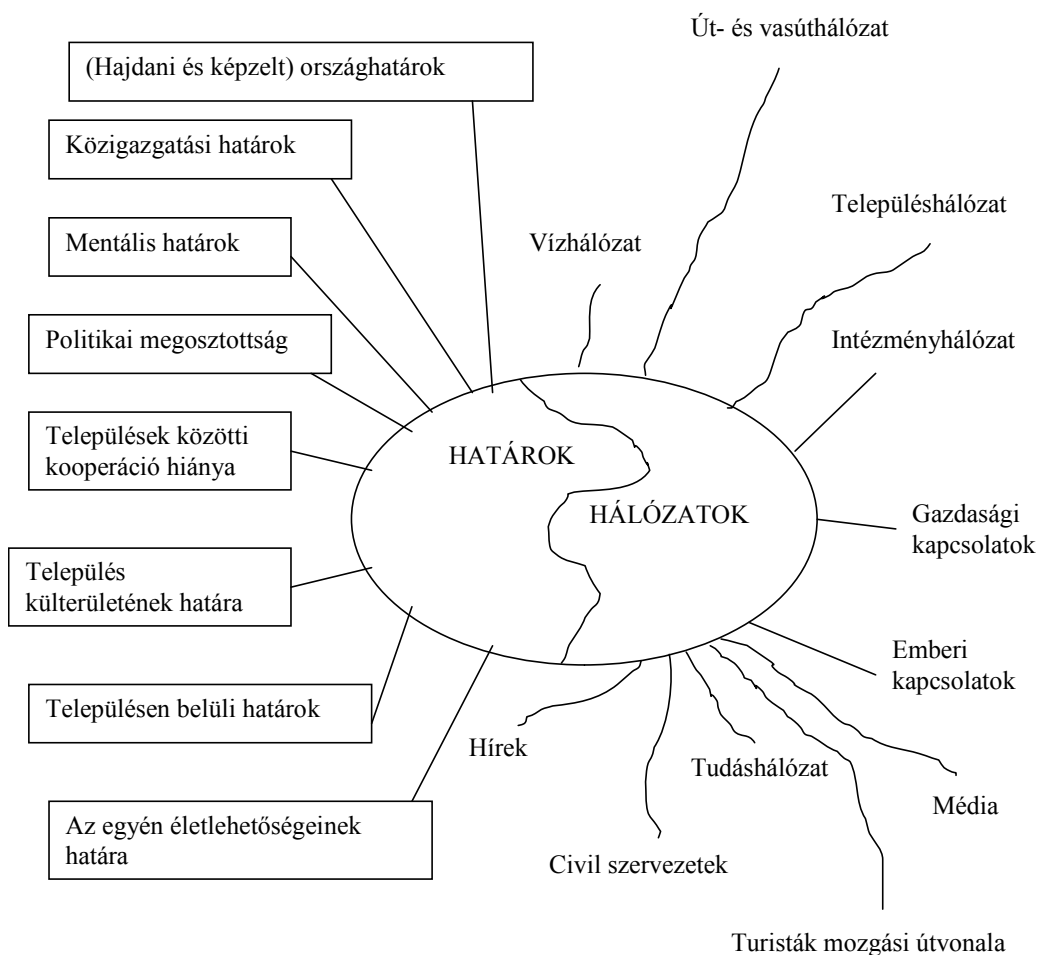 Út- és vasúthálózat
(Hajdani és képzelt) országhatárok
Közigazgatási határok
Mentális határok
Politikai megosztottság
Települések közötti
kooperáció hiánya
Település
külterületének határa
Településen belüli határok
Az egyén életlehetőségeinek
határa
HATÁROK
HÁLÓZATOK
Vízhálózat
Településhálózat
Intézményhálózat
Gazdasági
kapcsolatok
Emberi
kapcsolatok
Média
Turisták mozgási útvonala
Tudáshálózat
Civil szervezetek
Hírek